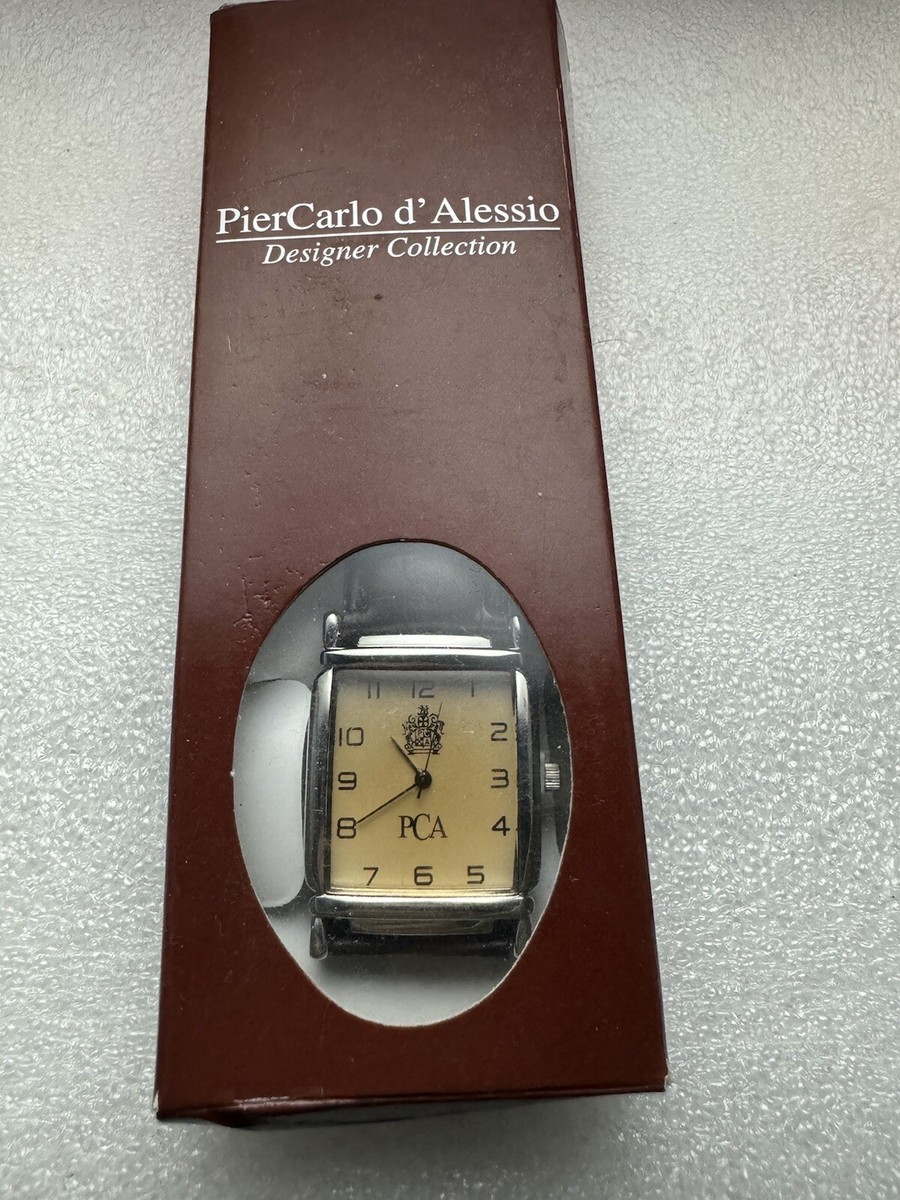 PierCarlo d'Alessio
Designer Collection
11 12 1
10 2
9 3
8 PCA 4
7 6 5